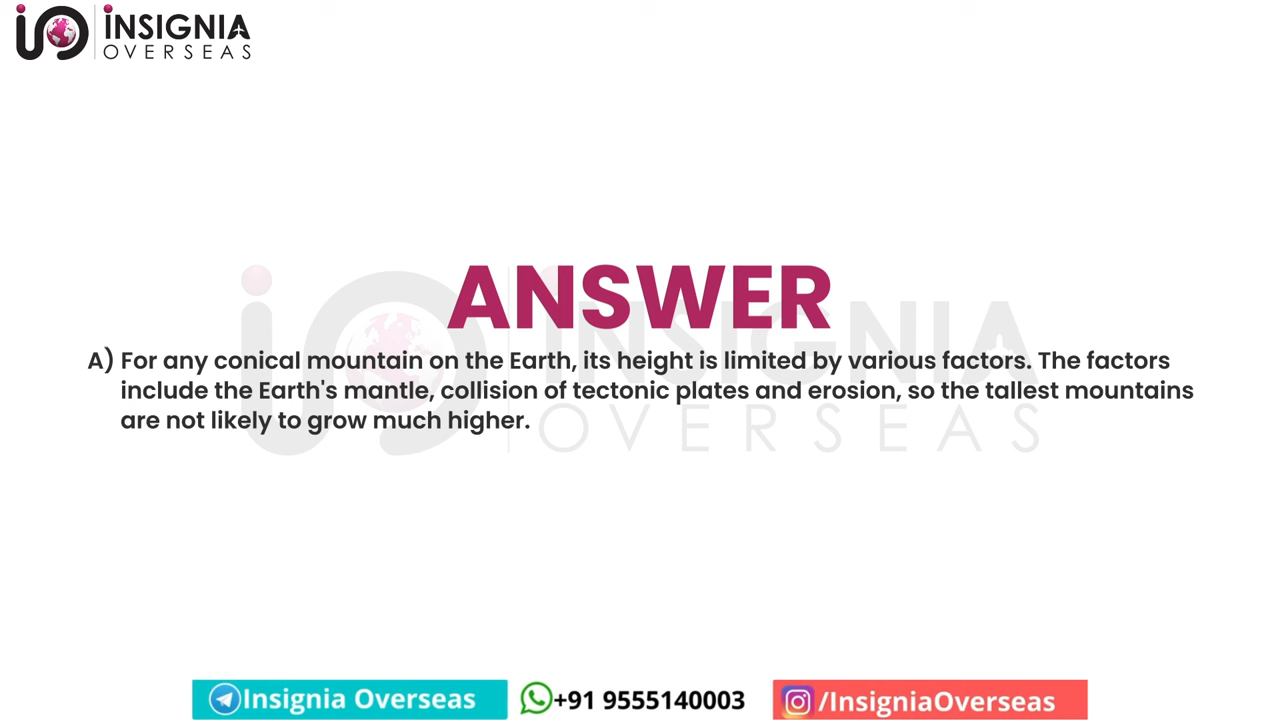 INSIGNIA
OVERSEAS
ANSWER
A) For any conical mountain on the Earth, its height is limited by various factors. The factors
include the Earth's mantle, collision of tectonic plates and erosion, so the tallest mountains
are not likely to grow much higher.
INSIGNIA
OVERSEAS
Insignia Overseas
+91 9555140003
/InsigniaOverseas